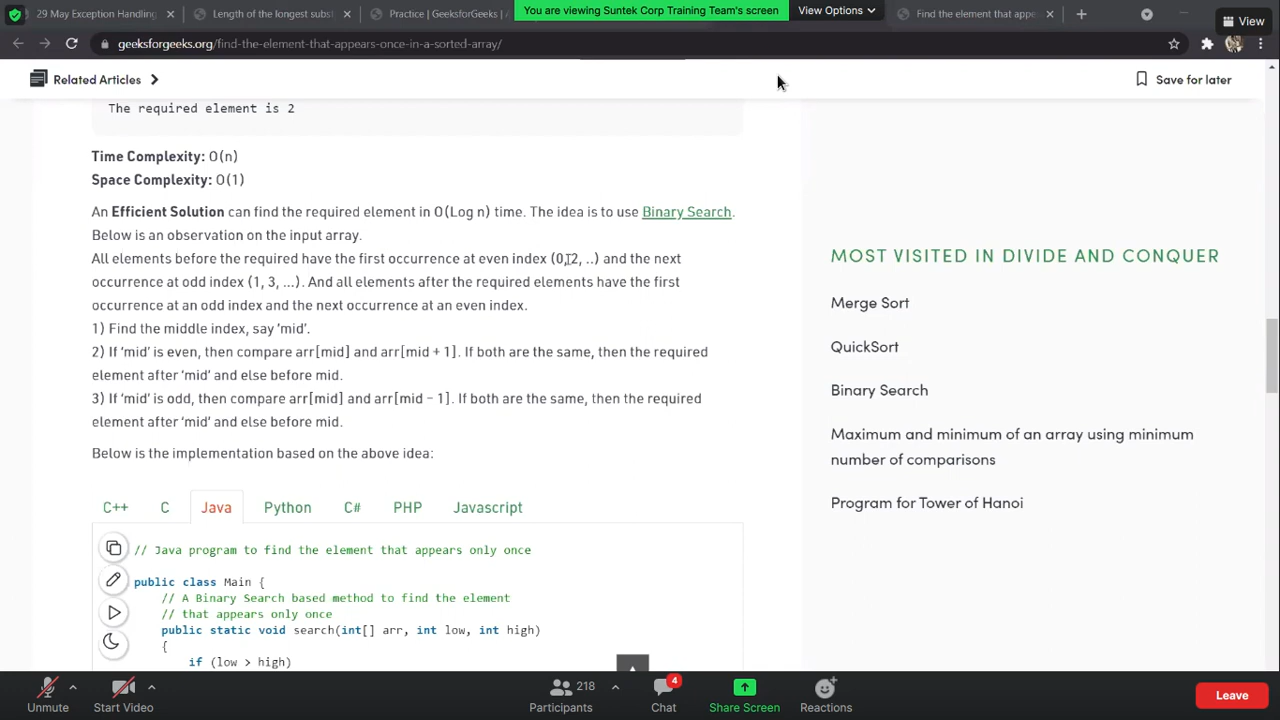 29 May Exception Handling
Length of the longest subst
Practice | GeeksforGeeks |
You are viewing Suntek Corp Training Team's screen
View Options
Find the element that appe
View
geeksforgeeks.org/find-the-element-that-appears-once-in-a-sorted-array/
Related Articles
Save for later
The required element is 2
Time Complexity: O(n)
Space Complexity: O(1)
An Efficient Solution can find the required element in O(Log n) time. The idea is to use Binary Search.
Below is an observation on the input array.
All elements before the required have the first occurrence at even index (0, 2, ..) and the next
occurrence at odd index (1, 3, …). And all elements after the required elements have the first
occurrence at an odd index and the next occurrence at an even index.
1) Find the middle index, say ‘mid’.
2) If ‘mid’ is even, then compare arr[mid] and arr[mid + 1]. If both are the same, then the required
element after ‘mid’ and else before mid.
3) If ‘mid’ is odd, then compare arr[mid] and arr[mid – 1]. If both are the same, then the required
element after ‘mid’ and else before mid.
Below is the implementation based on the above idea:
C++ C Java Python C# PHP Javascript
// Java program to find the element that appears only once
public class Main {
// A Binary Search based method to find the element
// that appears only once
public static void search(int[] arr, int low, int high)
{
if (low > high)
MOST VISITED IN DIVIDE AND CONQUER
Merge Sort
QuickSort
Binary Search
Maximum and minimum of an array using minimum
number of comparisons
Program for Tower of Hanoi
Unmute
Start Video
218
Participants
4
Chat
Share Screen
Reactions
Leave